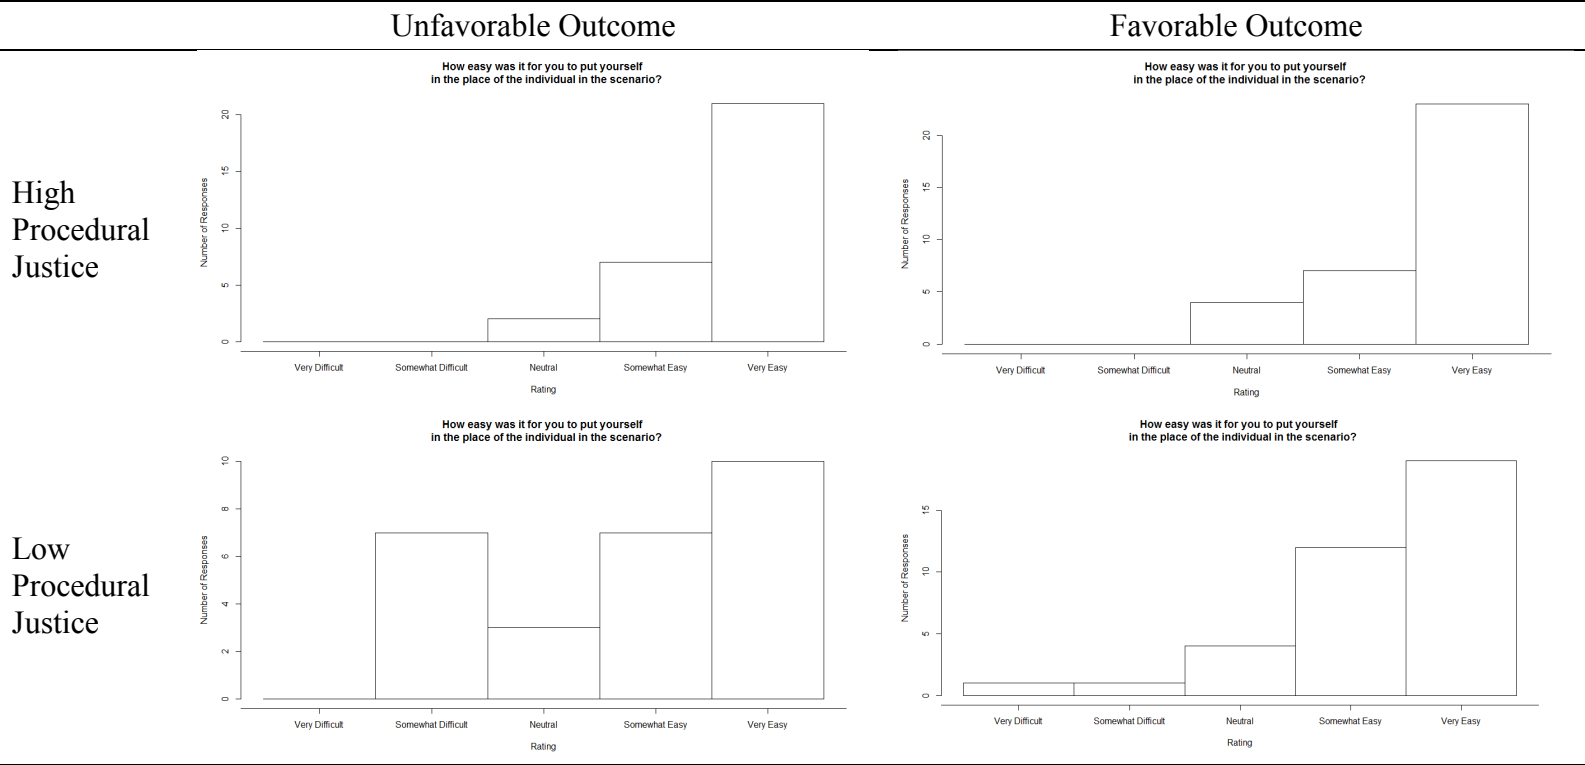 Unfavorable Outcome
Favorable Outcome
High
Procedural
Justice
How easy was it for you to put yourself
in the place of the individual in the scenario?
Number of Responses
20
15
10
5
0
Very Difficult Somewhat Difficult Neutral Somewhat Easy Very Easy
Rating
How easy was it for you to put yourself
in the place of the individual in the scenario?
Number of Responses
20
15
10
5
0
Very Difficult Somewhat Difficult Neutral Somewhat Easy Very Easy
Rating
Low
Procedural
Justice
How easy was it for you to put yourself
in the place of the individual in the scenario?
Number of Responses
10
8
6
4
2
0
Very Difficult Somewhat Difficult Neutral Somewhat Easy Very Easy
Rating
How easy was it for you to put yourself
in the place of the individual in the scenario?
Number of Responses
15
10
5
0
Very Difficult Somewhat Difficult Neutral Somewhat Easy Very Easy
Rating